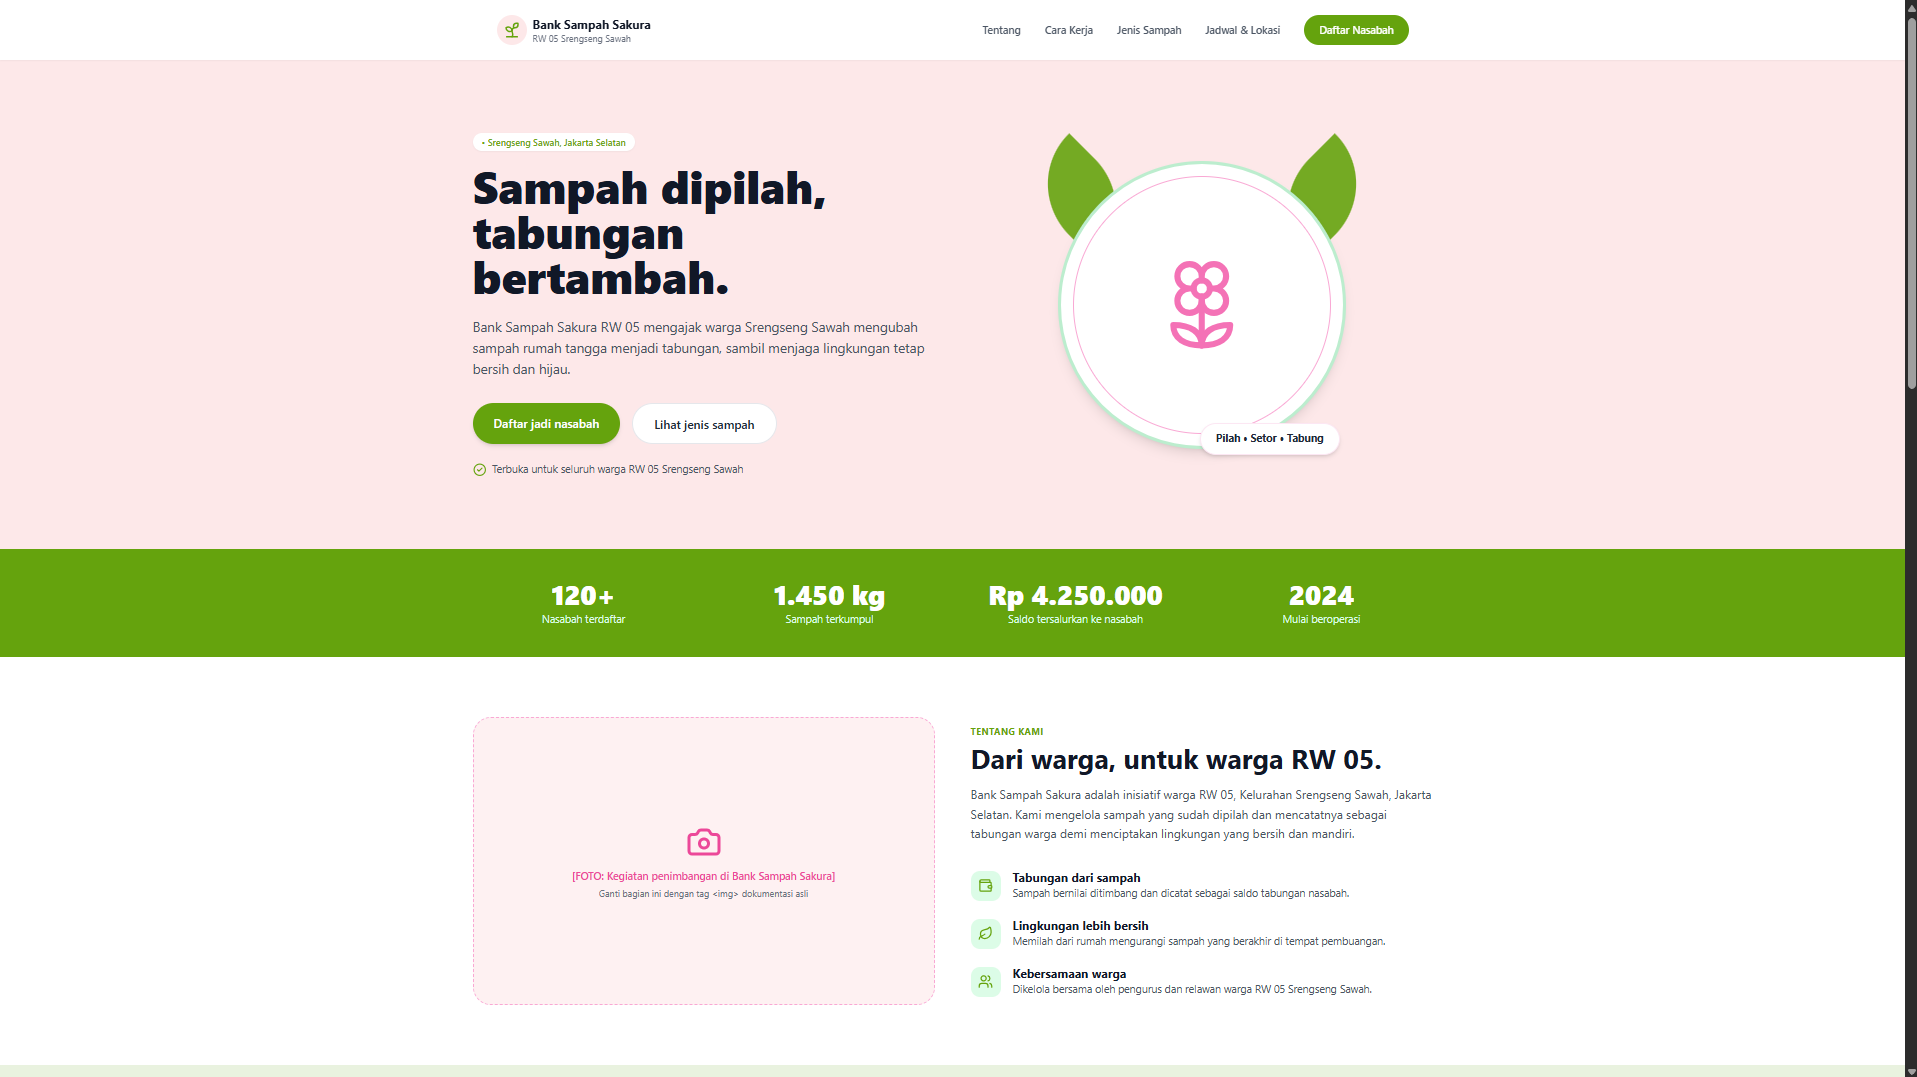 Bank Sampah Sakura
RW 05 Srengseng Sawah
Tentang
Cara Kerja
Jenis Sampah
Jadwal & Lokasi
Daftar Nasabah
• Srengseng Sawah, Jakarta Selatan
Sampah dipilah,
tabungan
bertambah.
Bank Sampah Sakura RW 05 mengajak warga Srengseng Sawah mengubah
sampah rumah tangga menjadi tabungan, sambil menjaga lingkungan tetap
bersih dan hijau.
Daftar jadi nasabah
Lihat jenis sampah
Terbuka untuk seluruh warga RW 05 Srengseng Sawah
Pilah • Setor • Tabung
120+
Nasabah terdaftar
1.450 kg
Sampah terkumpul
Rp 4.250.000
Saldo tersalurkan ke nasabah
2024
Mulai beroperasi
[FOTO: Kegiatan penimbangan di Bank Sampah Sakura]
Ganti bagian ini dengan tag <img> dokumentasi asli
TENTANG KAMI
Dari warga, untuk warga RW 05.
Bank Sampah Sakura adalah inisiatif warga RW 05, Kelurahan Srengseng Sawah, Jakarta
Selatan. Kami mengelola sampah yang sudah dipilah dan mencatatnya sebagai
tabungan warga demi menciptakan lingkungan yang bersih dan mandiri.
Tabungan dari sampah
Sampah bernilai ditimbang dan dicatat sebagai saldo tabungan nasabah.
Lingkungan lebih bersih
Memilah dari rumah mengurangi sampah yang berakhir di tempat pembuangan.
Kebersamaan warga
Dikelola bersama oleh pengurus dan relawan warga RW 05 Srengseng Sawah.